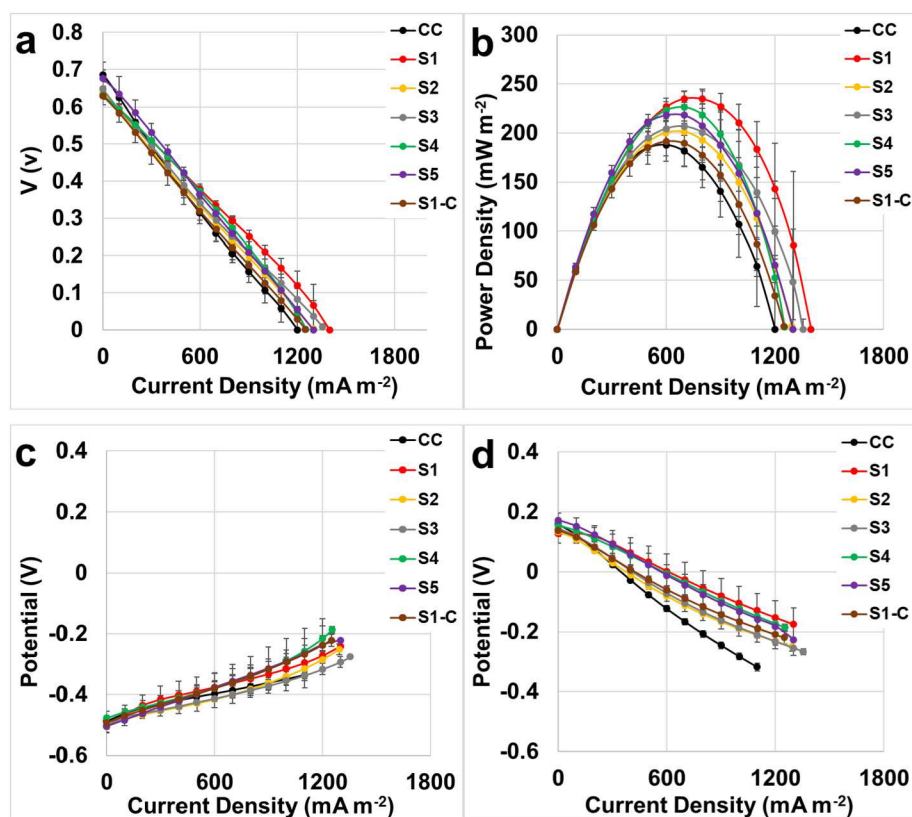 a
0.8
0.7
0.6
0.5
0.4
0.3
0.2
0.1
0
V (v)
0 600 1200 1800
Current Density (mA m⁻²)
CC
S1
S2
S3
S4
S5
S1-C
b
300
250
200
150
100
50
0
Power Density (mW m⁻²)
0 600 1200 1800
Current Density (mA m⁻²)
CC
S1
S2
S3
S4
S5
S1-C
c
0.4
0.2
0
-0.2
-0.4
-0.6
Potential (V)
0 600 1200 1800
Current Density (mA m⁻²)
CC
S1
S2
S3
S4
S5
S1-C
d
0.4
0.2
0
-0.2
-0.4
-0.6
Potential (V)
0 600 1200 1800
Current Density (mA m⁻²)
CC
S1
S2
S3
S4
S5
S1-C